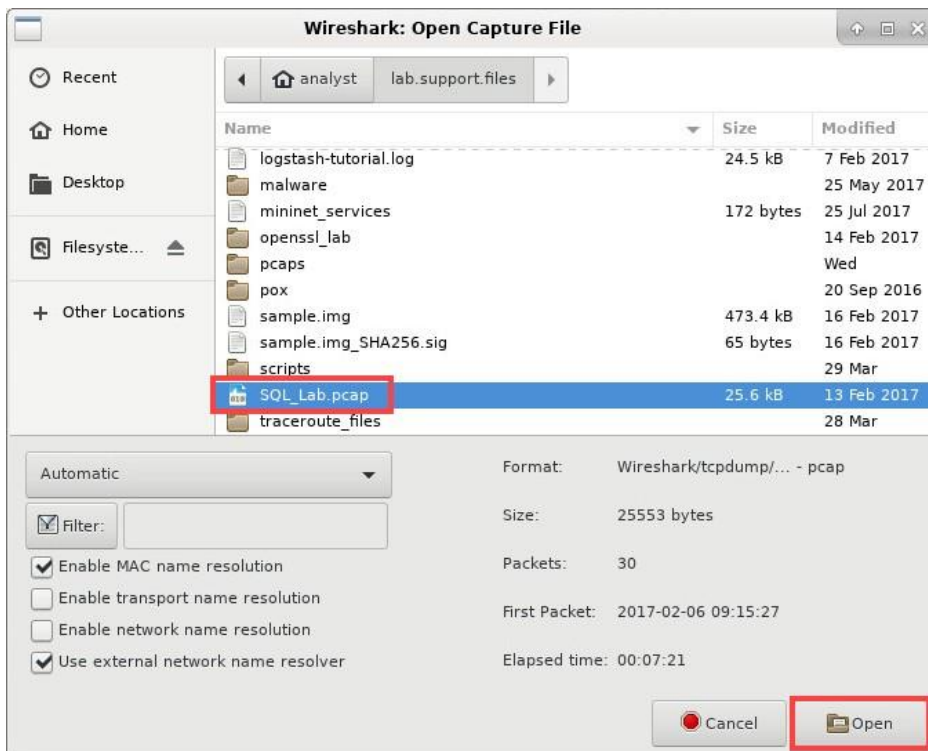 Wireshark: Open Capture File
Recent
Home
Desktop
Filesyste...
Other Locations
analyst lab.support.files
Name Size Modified
logstash-tutorial.log 24.5 kB 7 Feb 2017
malware 25 May 2017
mininet_services 172 bytes 25 Jul 2017
openssl_lab 14 Feb 2017
pcaps Wed
pox 20 Sep 2016
sample.img 473.4 kB 16 Feb 2017
sample.img_SHA256.sig 65 bytes 16 Feb 2017
scripts 29 Mar
SQL_Lab.pcap 25.6 kB 13 Feb 2017
traceroute_files 28 Mar
Automatic
Filter:
Enable MAC name resolution
Enable transport name resolution
Enable network name resolution
Use external network name resolver
Format: Wireshark/tcpdump/... - pcap
Size: 25553 bytes
Packets: 30
First Packet: 2017-02-06 09:15:27
Elapsed time: 00:07:21
Cancel Open